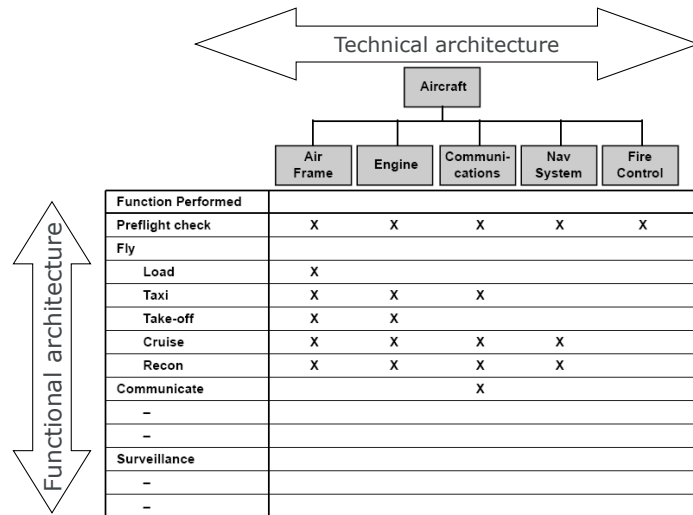 Technical architecture
Aircraft
Air Frame
Engine
Communi-cations
Nav System
Fire Control
Functional architecture
Function Performed
Preflight check X X X X X
Fly
Load X
Taxi X X X
Take-off X X
Cruise X X X X
Recon X X X X
Communicate X
–
–
Surveillance
–
–